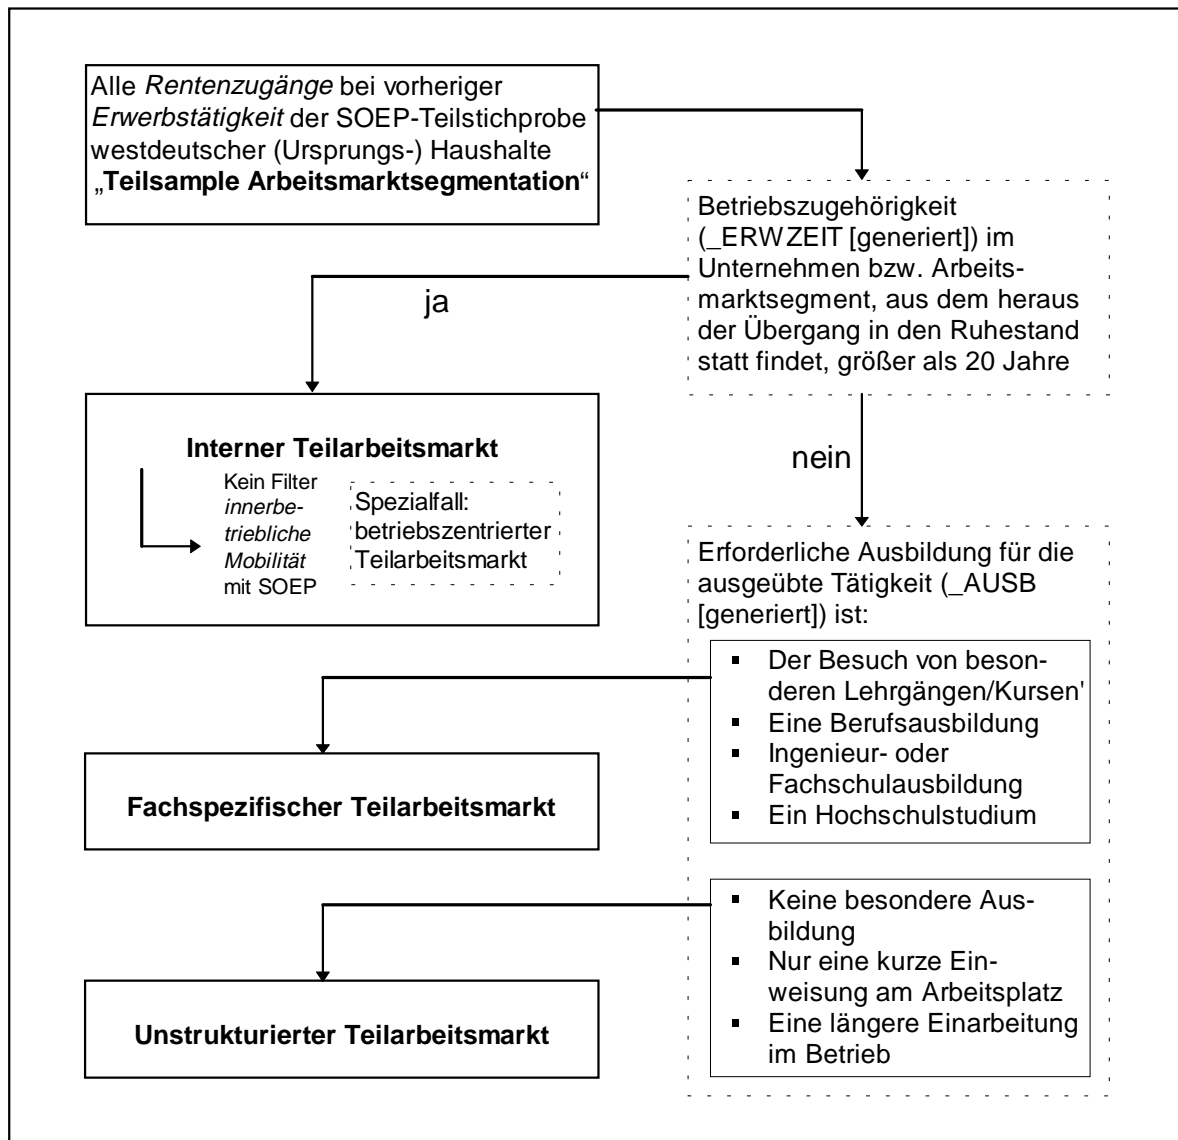 Alle Rentenzugänge bei vorheriger
Erwerbstätigkeit der SOEP-Teilstichprobe
westdeutscher (Ursprungs-) Haushalte
„Teilsample Arbeitsmarktsegmentation“
Betriebszugehörigkeit
(_ERWZEIT [generiert]) im
Unternehmen bzw. Arbeits-
marktsegment, aus dem heraus
der Übergang in den Ruhestand
statt findet, größer als 20 Jahre
ja
nein
Interner Teilarbeitsmarkt
Kein Filter
innerbe-
triebliche
Mobilität
mit SOEP
Spezialfall:
betriebszentrierter
Teilarbeitsmarkt
Erforderliche Ausbildung für die
ausgeübte Tätigkeit (_AUSB
[generiert]) ist:
▪ Der Besuch von beson-
deren Lehrgängen/Kursen'
▪ Eine Berufsausbildung
▪ Ingenieur- oder
Fachschulausbildung
▪ Ein Hochschulstudium
Fachspezifischer Teilarbeitsmarkt
▪ Keine besondere Aus-
bildung
▪ Nur eine kurze Ein-
weisung am Arbeitsplatz
▪ Eine längere Einarbeitung
im Betrieb
Unstrukturierter Teilarbeitsmarkt